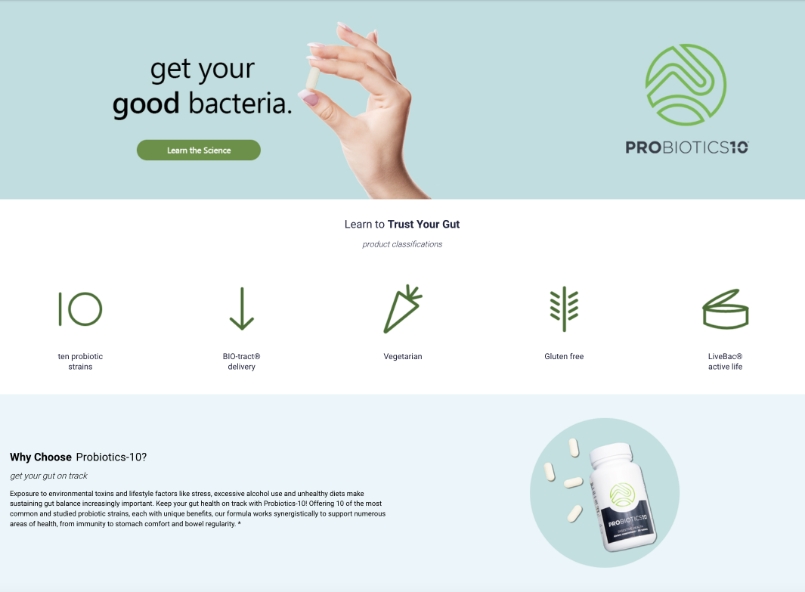 get your
good bacteria.
Learn the Science
PROBIOTICS10
Learn to Trust Your Gut
product classifications
ten probiotic
strains
BIO-tract®
delivery
Vegetarian
Gluten free
LiveBac®
active life
Why Choose Probiotics-10?
get your gut on track
Exposure to environmental toxins and lifestyle factors like stress, excessive alcohol use and unhealthy diets make
sustaining gut balance increasingly important. Keep your gut health on track with Probiotics-10! Offering 10 of the most
common and studied probiotic strains, each with unique benefits, our formula works synergistically to support numerous
areas of health, from immunity to stomach comfort and bowel regularity. *
PROBIOTICS10